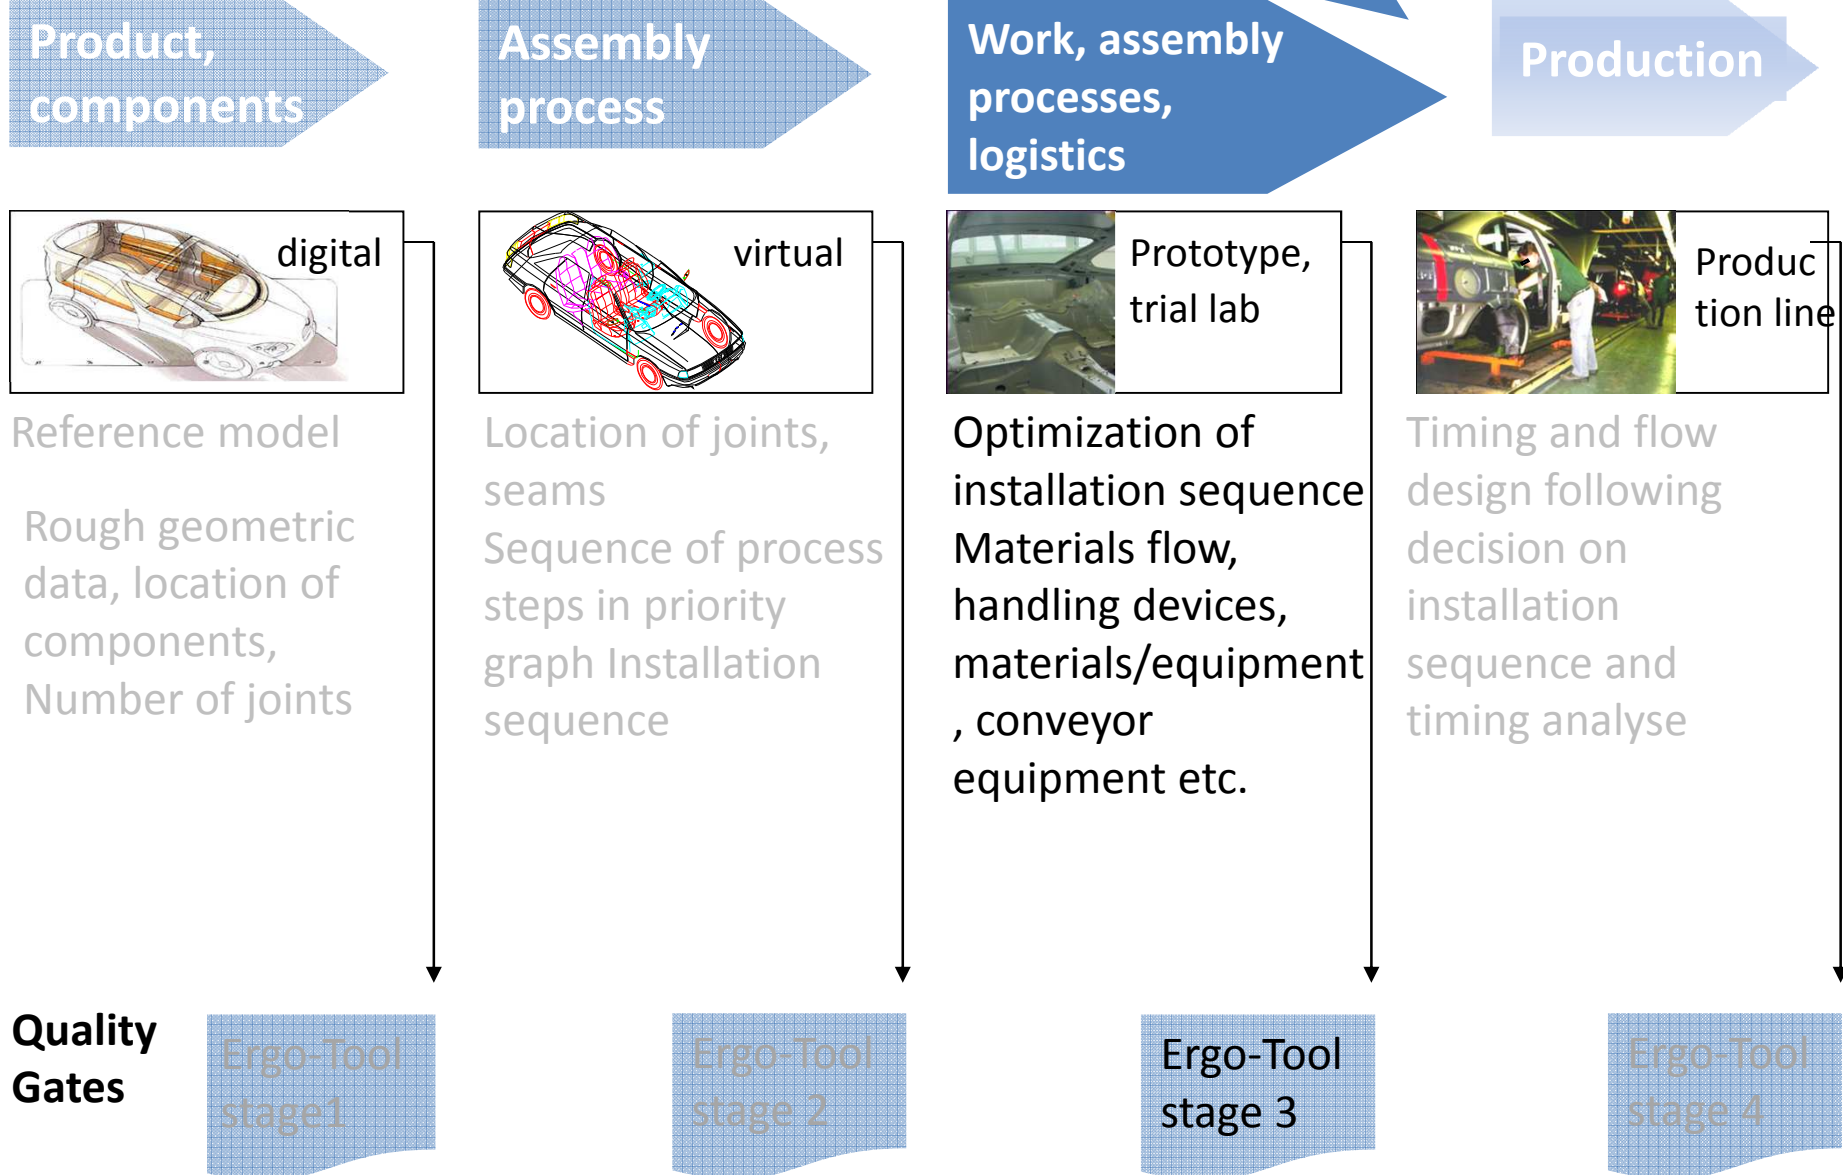 Product,
components
Assembly
process
Work, assembly
processes,
logistics
Production
digital
virtual
Prototype,
trial lab
Produc
tion line
Reference model
Rough geometric
data, location of
components,
Number of joints
Location of joints,
seams
Sequence of process
steps in priority
graph Installation
sequence
Optimization of
installation sequence
Materials flow,
handling devices,
materials/equipment
, conveyor
equipment etc.
Timing and flow
design following
decision on
installation
sequence and
timing analyse
Quality
Gates
Ergo-Tool
stage1
Ergo-Tool
stage 2
Ergo-Tool
stage 3
Ergo-Tool
stage 4